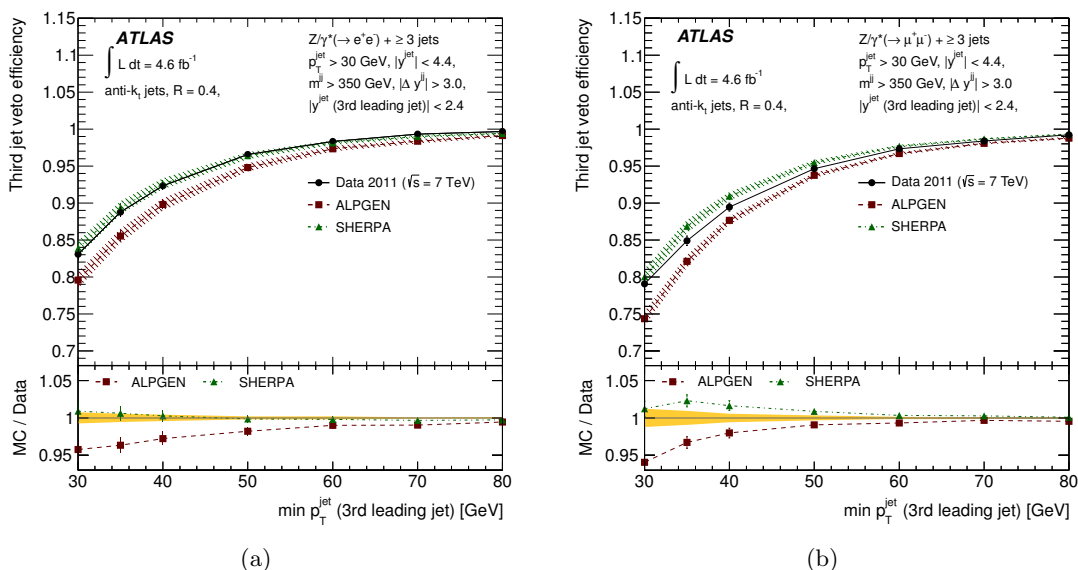 ATLAS
∫ L dt = 4.6 fb⁻¹
anti-kₜ jets, R = 0.4,
Z/γ*(→ e⁺e⁻) + ≥ 3 jets
p_T^jet > 30 GeV, |y^jet| < 4.4,
m^jj > 350 GeV, |Δ y^jj| > 3.0,
|y^jet (3rd leading jet)| < 2.4
Data 2011 (√s = 7 TeV)
ALPGEN
SHERPA
Third jet veto efficiency
1.15
1.1
1.05
1
0.95
0.9
0.85
0.8
0.75
0.7
ALPGEN SHERPA
MC / Data
1.05
1
0.95
30 40 50 60 70 80
min p_T^jet (3rd leading jet) [GeV]
(a)
ATLAS
∫ L dt = 4.6 fb⁻¹
anti-kₜ jets, R = 0.4,
Z/γ*(→ μ⁺μ⁻) + ≥ 3 jets
p_T^jet > 30 GeV, |y^jet| < 4.4,
m^jj > 350 GeV, |Δ y^jj| > 3.0
|y^jet (3rd leading jet)| < 2.4,
Data 2011 (√s = 7 TeV)
ALPGEN
SHERPA
Third jet veto efficiency
1.15
1.1
1.05
1
0.95
0.9
0.85
0.8
0.75
0.7
ALPGEN SHERPA
MC / Data
1.05
1
0.95
30 40 50 60 70 80
min p_T^jet (3rd leading jet) [GeV]
(b)